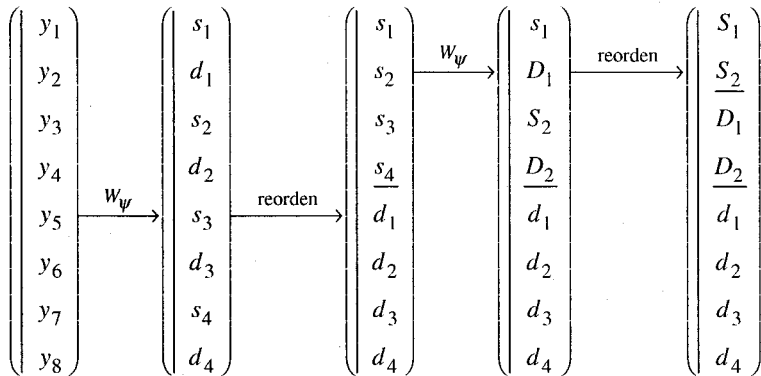 y₁ s₁ s₁ s₁ S₁
y₂ d₁ s₂ W_ψ D₁ reorden S₂
y₃ s₂ s₃ S₂ D₁
y₄ d₂ s₄ D₂ D₂
y₅ W_ψ s₃ reorden d₁ d₁ d₁
y₆ d₃ d₂ d₂ d₂
y₇ s₄ d₃ d₃ d₃
y₈ d₄ d₄ d₄ d₄